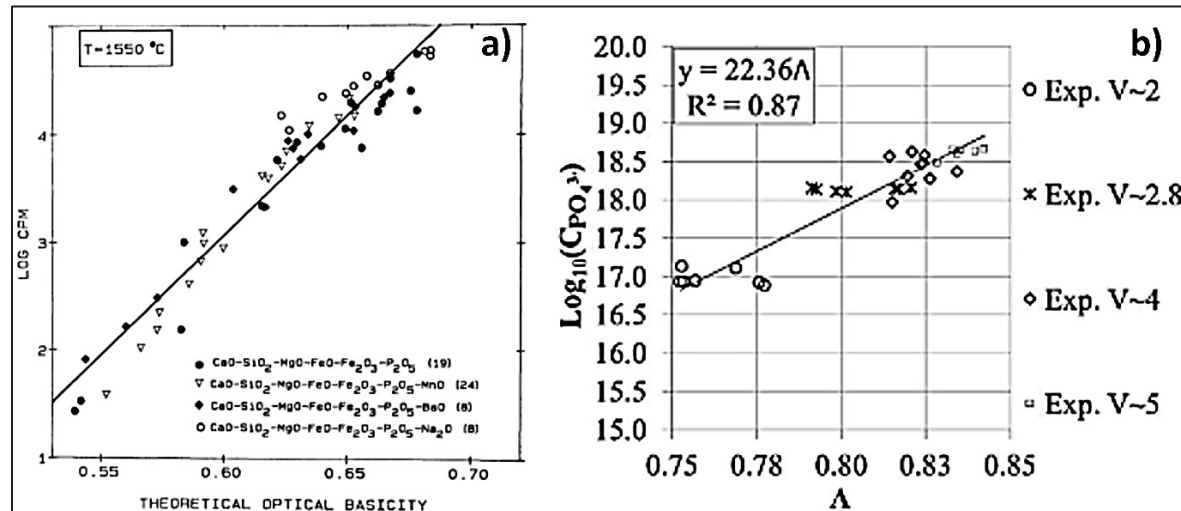 a)
T=1550 °C
LOG CPM
4
3
2
1
CaO-SiO₂-MgO-FeO-Fe₂O₃-P₂O₅ (19)
CaO-SiO₂-MgO-FeO-Fe₂O₃-P₂O₅-MnO (24)
CaO-SiO₂-MgO-FeO-Fe₂O₃-P₂O₅-BaO (8)
CaO-SiO₂-MgO-FeO-Fe₂O₃-P₂O₅-Na₂O (8)
0.55 0.60 0.65 0.70
THEORETICAL OPTICAL BASICITY
b)
y = 22.36Λ
R² = 0.87
Log₁₀(C_PO₄³⁻)
20.0
19.5
19.0
18.5
18.0
17.5
17.0
16.5
16.0
15.5
15.0
0.75 0.78 0.80 0.83 0.85
Λ
Exp. V~2
Exp. V~2.8
Exp. V~4
Exp. V~5